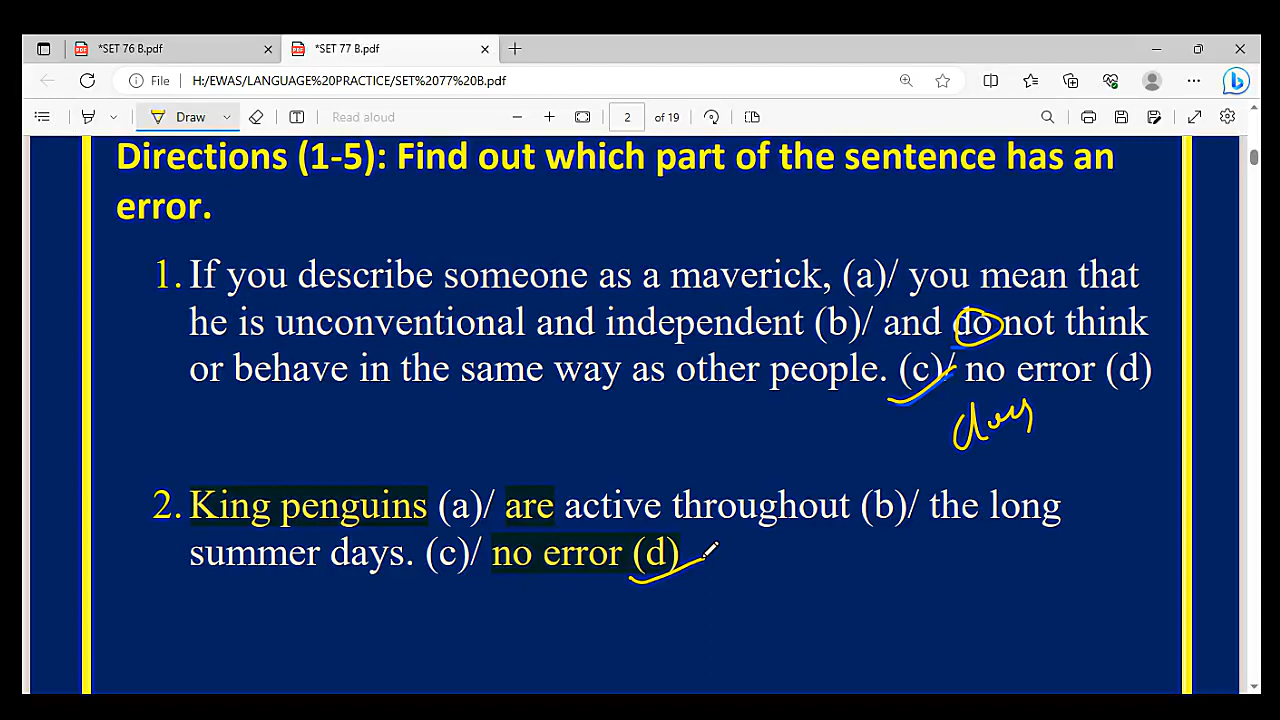 *SET 76 B.pdf
*SET 77 B.pdf
File
H:/EWAS/LANGUAGE%20PRACTICE/SET%2077%20B.pdf
Draw
Read aloud
2 of 19
Directions (1-5): Find out which part of the sentence has an
error.
1. If you describe someone as a maverick, (a)/ you mean that
he is unconventional and independent (b)/ and do not think
or behave in the same way as other people. (c)/ no error (d)
2. King penguins (a)/ are active throughout (b)/ the long
summer days. (c)/ no error (d)